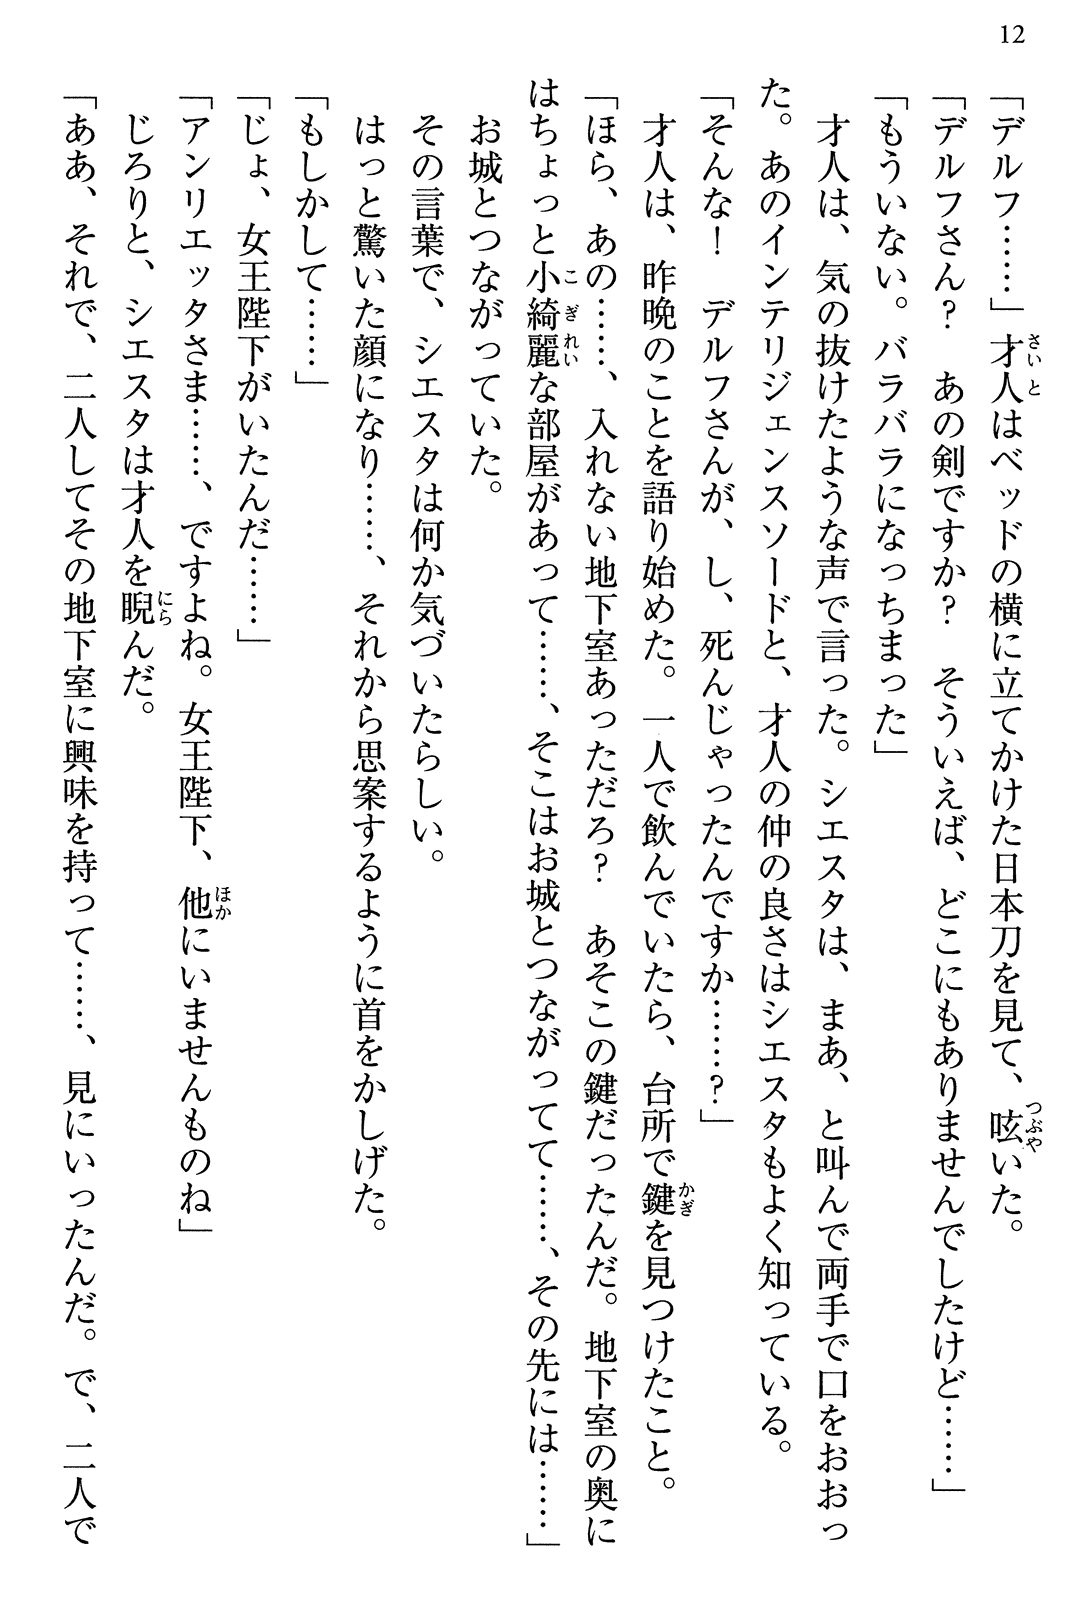 12
「デルフ……」才人はベッドの横に立てかけた日本刀を見て、呟いた。
「デルフさん？　あの剣ですか？　そういえば、どこにもありませんでしたけど……」
「もういない。バラバラになっちまった」
　才人は、気の抜けたような声で言った。シエスタは、まあ、と叫んで両手で口をおおっ
た。あのインテリジェンスソードと、才人の仲の良さはシエスタもよく知っている。
「そんな！　デルフさんが、し、死んじゃったんですか……？」
　才人は、昨晩のことを語り始めた。一人で飲んでいたら、台所で鍵を見つけたこと。
「ほら、あの……、入れない地下室あっただろ？　あそこの鍵だったんだ。地下室の奥に
はちょっと小綺麗な部屋があって……、そこはお城とつながってて……、その先には……」
　お城とつながっていた。
　その言葉で、シエスタは何か気づいたらしい。
　はっと驚いた顔になり……、それから思案するように首をかしげた。
「もしかして……」
「じょ、女王陛下がいたんだ……」
「アンリエッタさま……、ですよね。女王陛下、他にいませんものね」
　じろりと、シエスタは才人を睨んだ。
「ああ、それで、二人してその地下室に興味を持って……、見にいったんだ。で、二人で